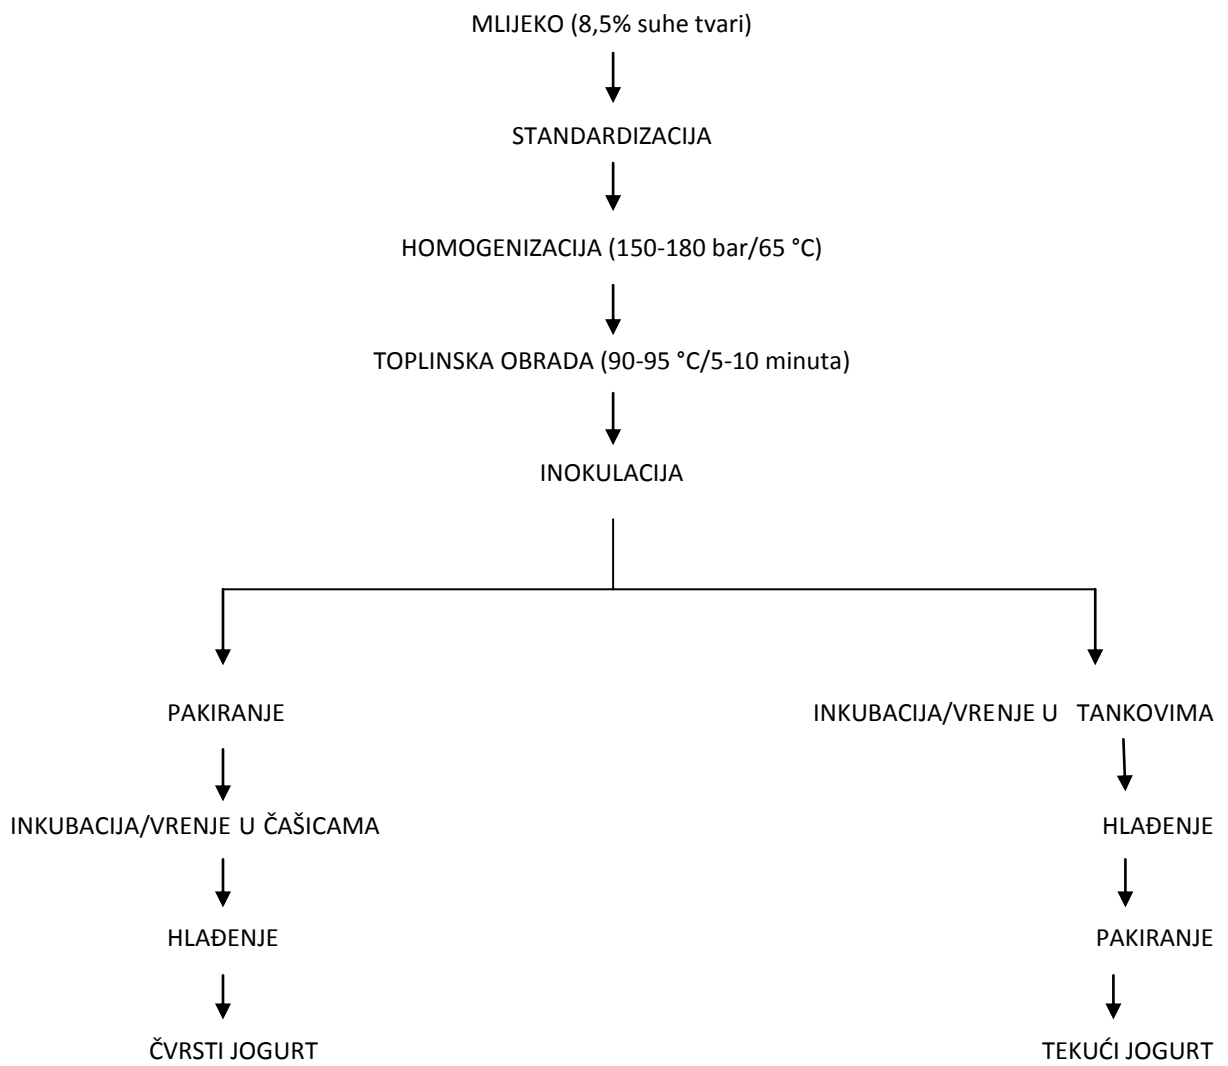 MLIJEKO (8,5% suhe tvari)
STANDARDIZACIJA
HOMOGENIZACIJA (150-180 bar/65 °C)
TOPLINSKA OBRADA (90-95 °C/5-10 minuta)
INOKULACIJA
PAKIRANJE
INKUBACIJA/VRENJE U ČAŠICAMA
HLAĐENJE
ČVRSTI JOGURT
INKUBACIJA/VRENJE U TANKOVIMA
HLAĐENJE
PAKIRANJE
TEKUĆI JOGURT